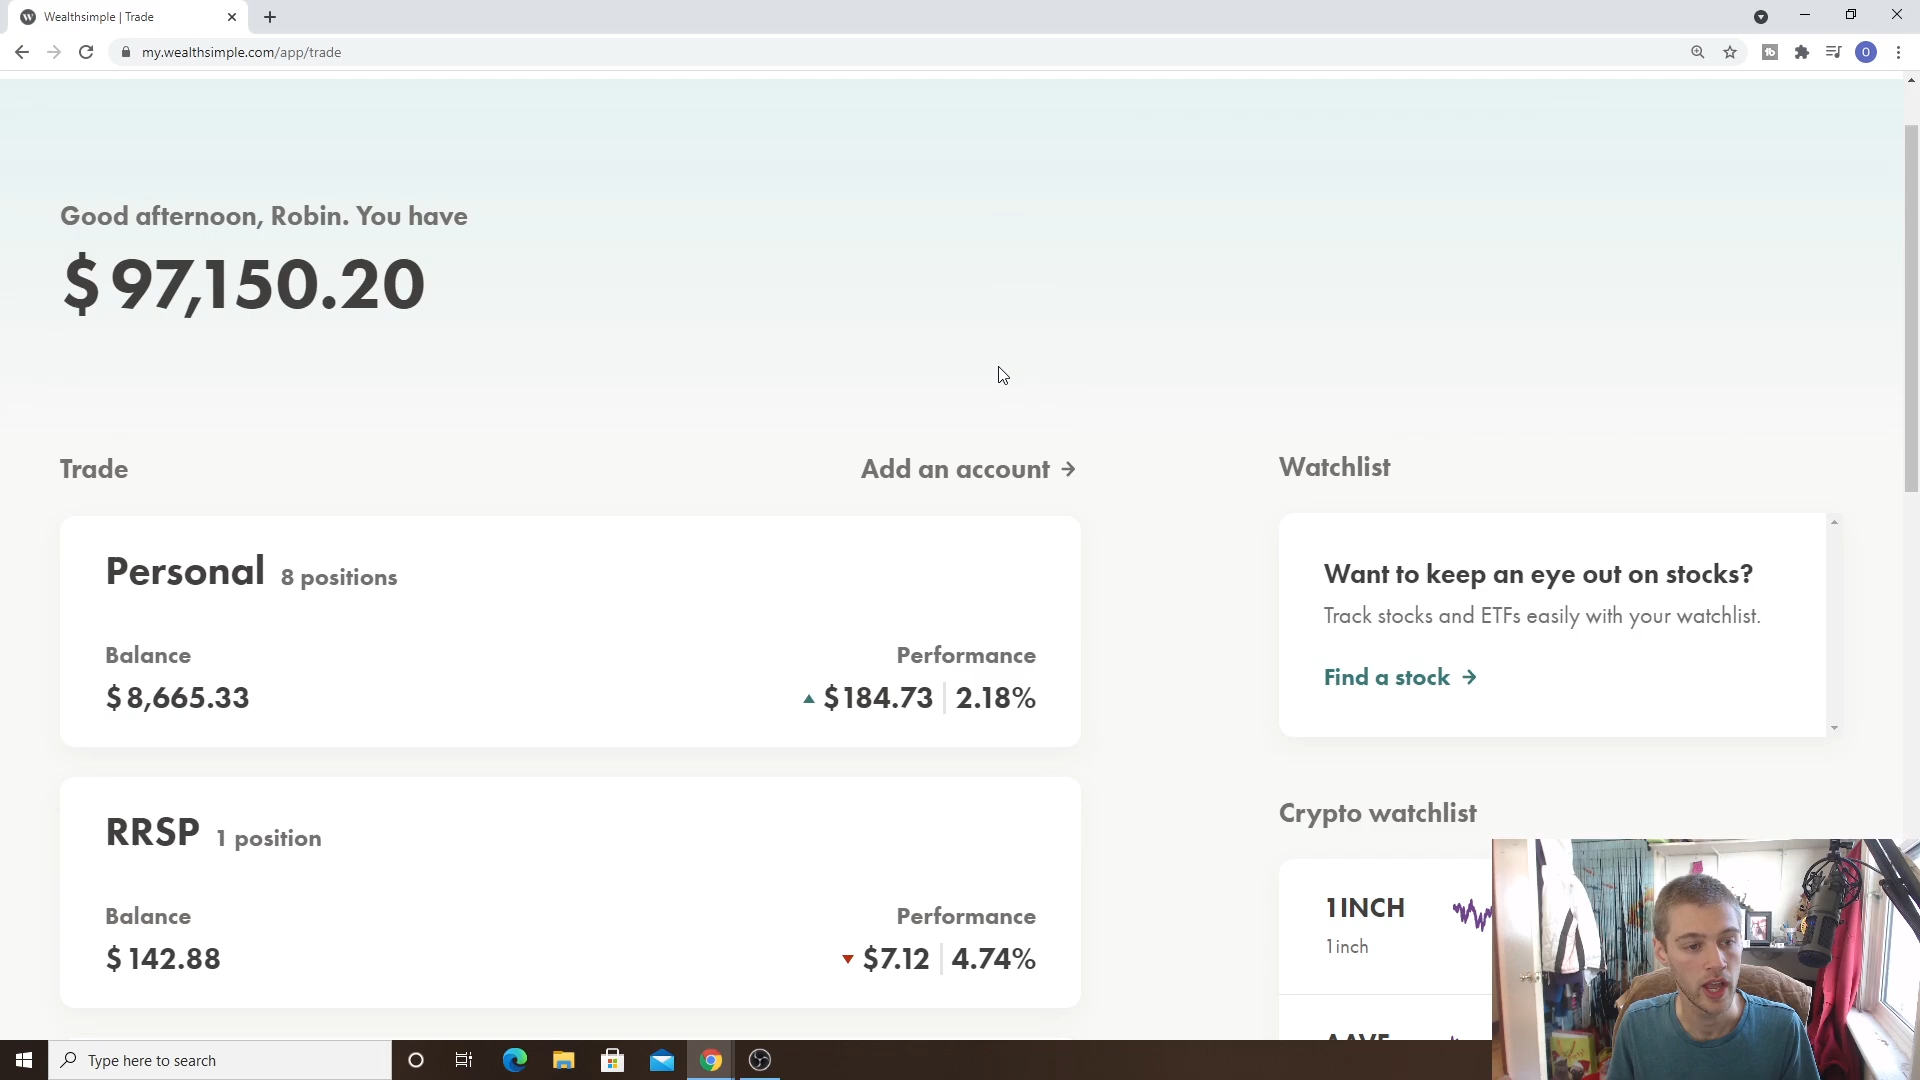 Wealthsimple | Trade
my.wealthsimple.com/app/trade
Good afternoon, Robin. You have
$97,150.20
Trade
Add an account →
Watchlist
Personal 8 positions
Balance
Performance
$8,665.33
▲ $184.73 | 2.18%
Want to keep an eye out on stocks?
Track stocks and ETFs easily with your watchlist.
Find a stock →
RRSP 1 position
Balance
Performance
$142.88
▼ $7.12 | 4.74%
Crypto watchlist
1INCH
1inch
AAVE
Type here to search